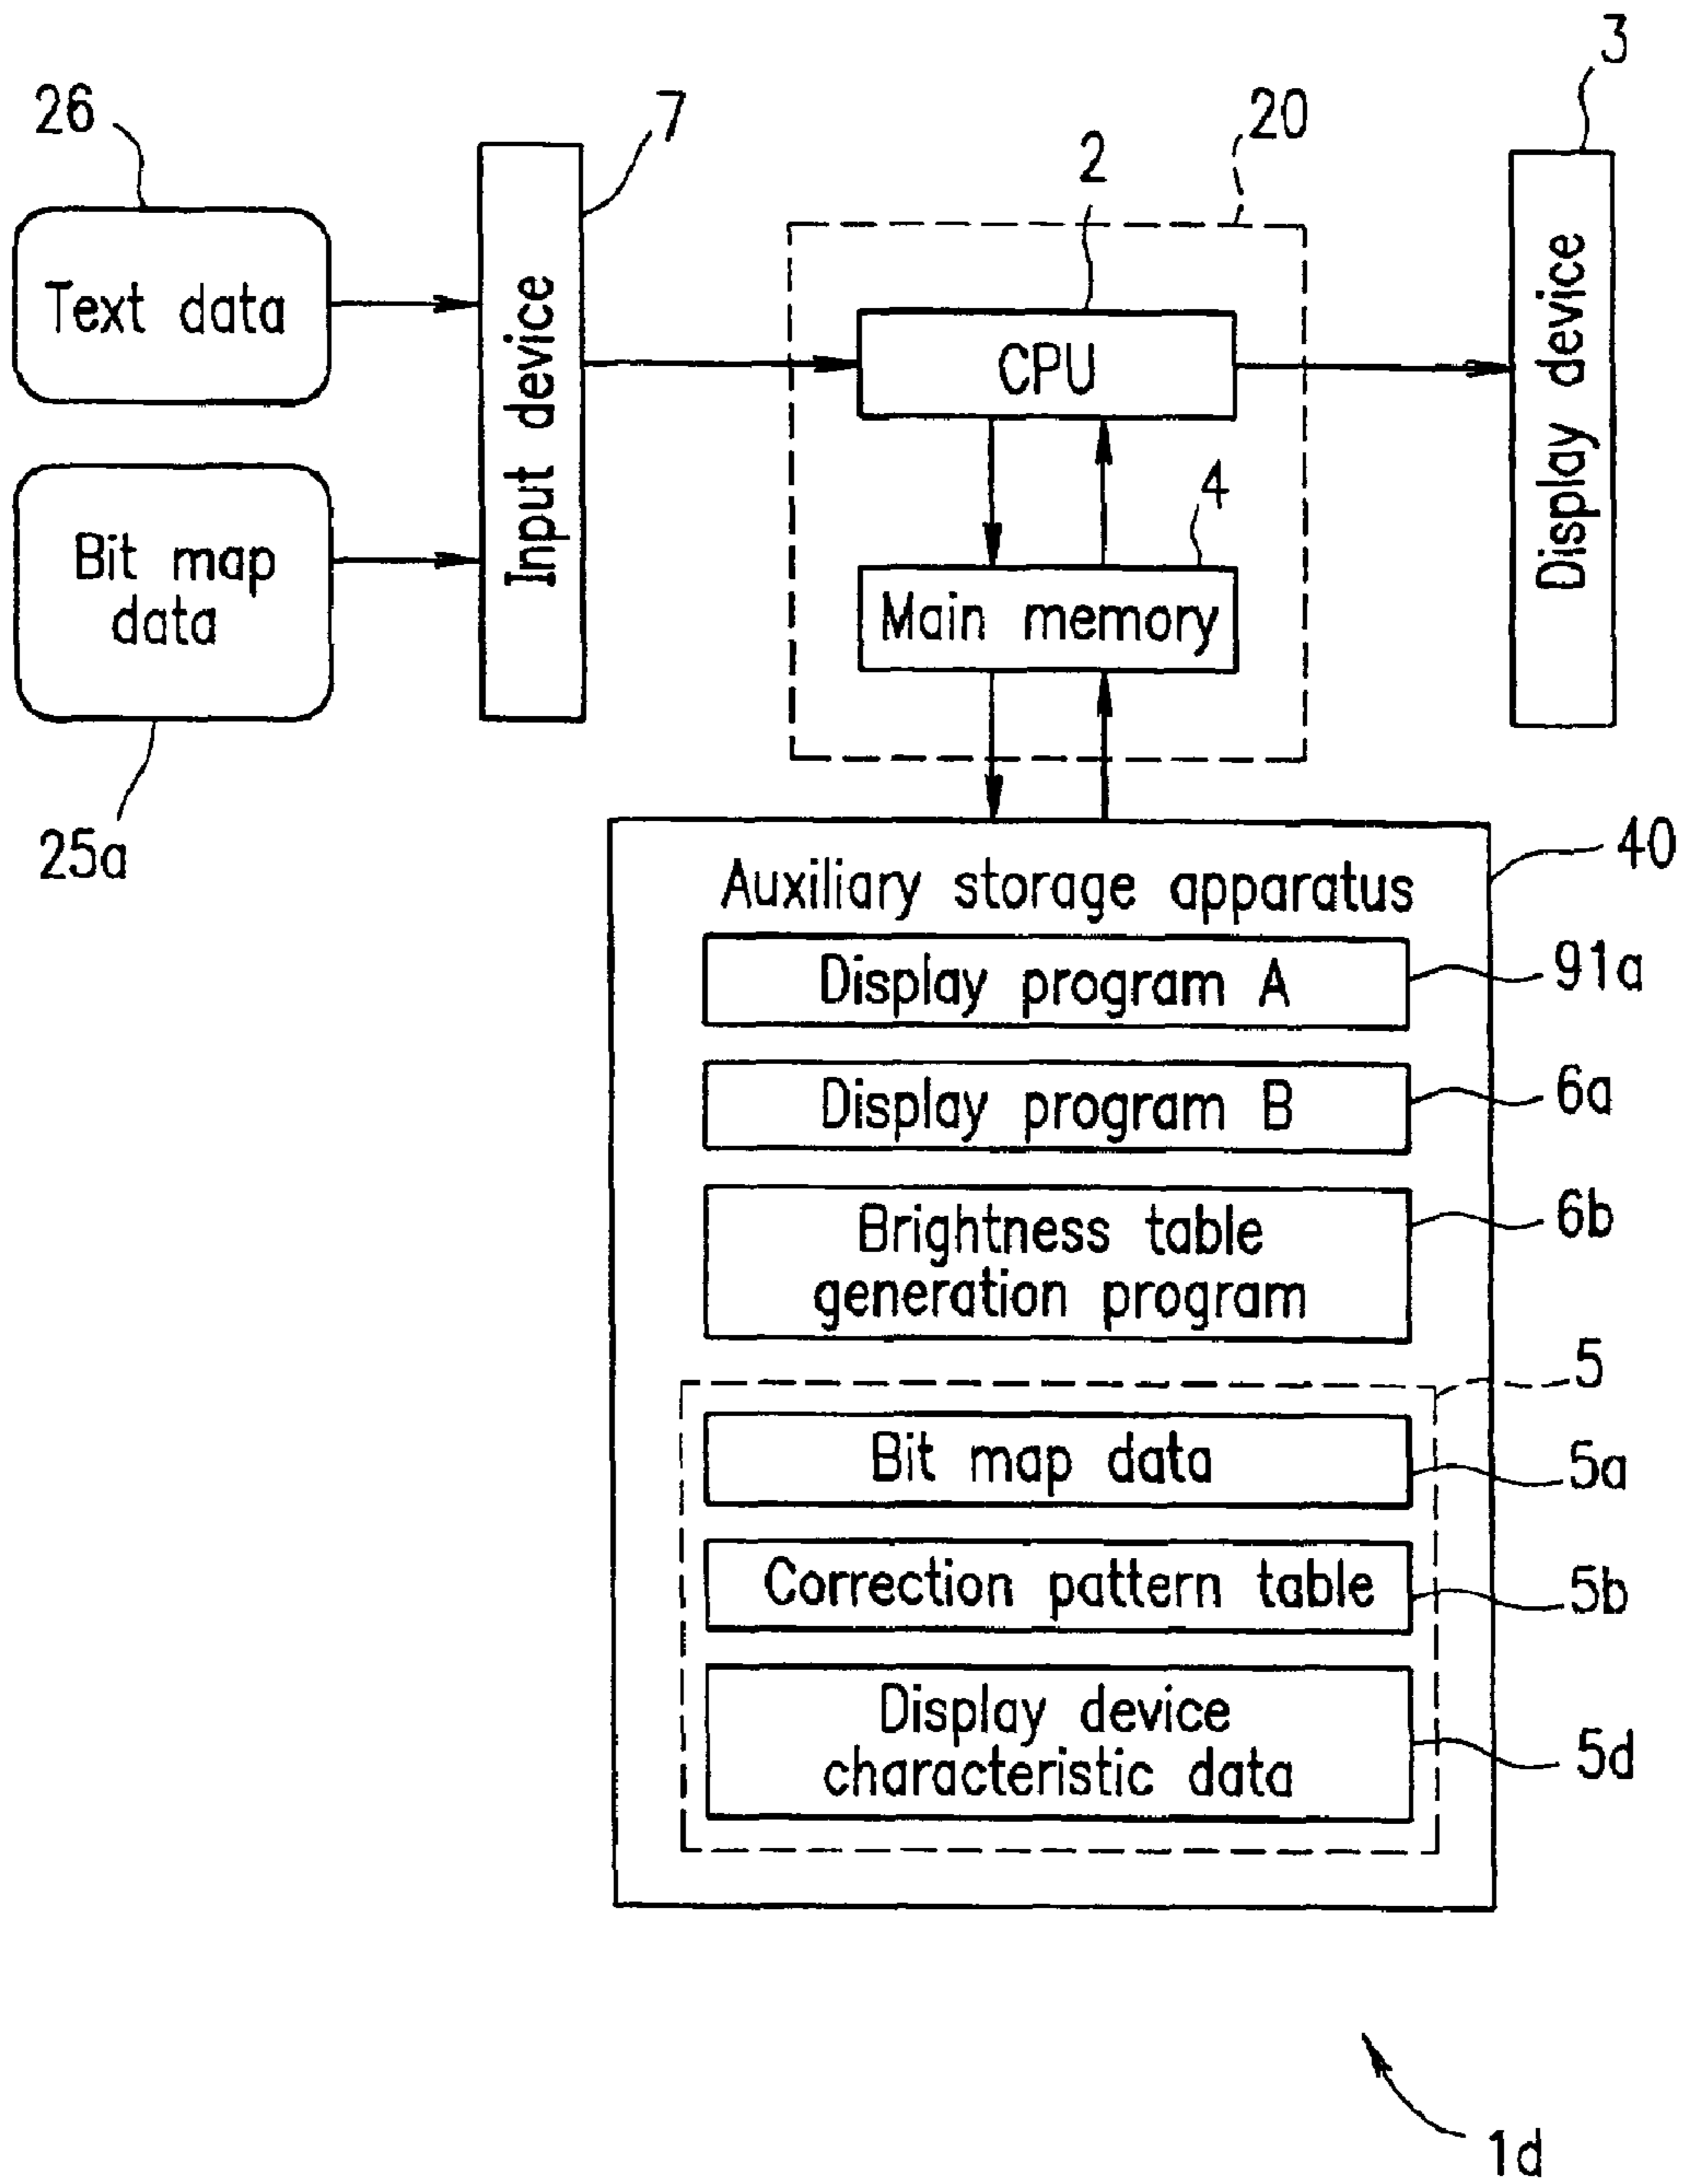 3
26
7
20
2
Text data
Input device
CPU
Display device
4
Bit map
data
Main memory
25a
40
Auxiliary storage apparatus
Display program A
91a
Display program B
6a
Brightness table
generation program
6b
5
Bit map data
5a
Correction pattern table
5b
Display device
characteristic data
5d
1d